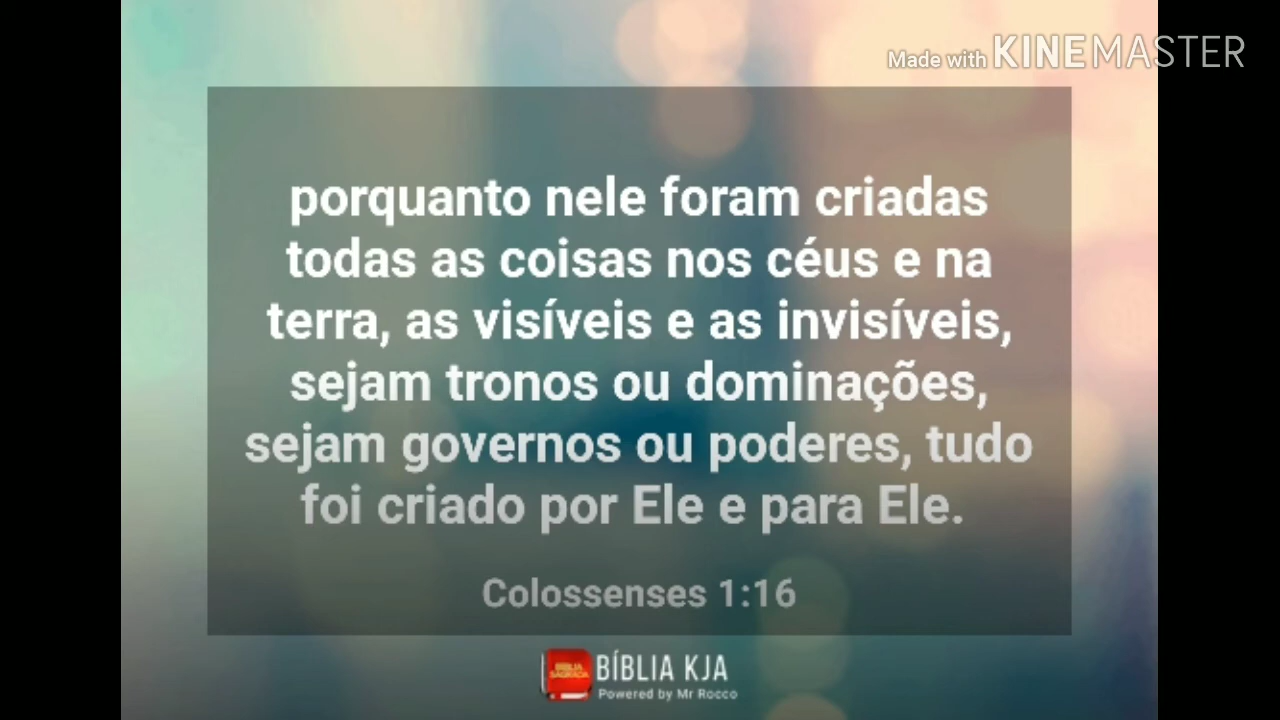 Made with KINEMASTER
porquanto nele foram criadas
todas as coisas nos céus e na
terra, as visíveis e as invisíveis,
sejam tronos ou dominações,
sejam governos ou poderes, tudo
foi criado por Ele e para Ele.
Colossenses 1:16
BÍBLIA SAGRADA
BÍBLIA KJA
Powered by Mr Rocco